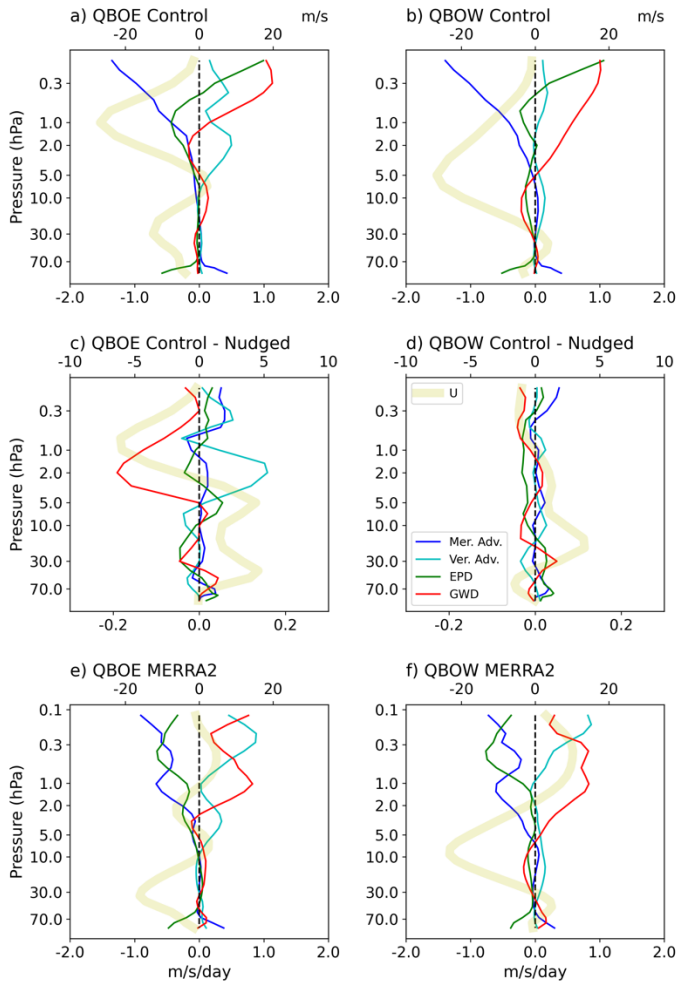 a) QBOE Control m/s
b) QBOW Control m/s
-20 0 20
-20 0 20
Pressure (hPa)
0.3
1.0
2.0
5.0
10.0
30.0
70.0
-2.0 -1.0 0.0 1.0 2.0
Pressure (hPa)
0.3
1.0
2.0
5.0
10.0
30.0
70.0
-2.0 -1.0 0.0 1.0 2.0
c) QBOE Control - Nudged
d) QBOW Control - Nudged
-10 -5 0 5 10
-10 -5 0 5 10
Pressure (hPa)
0.3
1.0
2.0
5.0
10.0
30.0
70.0
-0.2 0.0 0.2
U
Mer. Adv.
Ver. Adv.
EPD
GWD
0.3
1.0
2.0
5.0
10.0
30.0
70.0
-0.2 0.0 0.2
e) QBOE MERRA2
f) QBOW MERRA2
-20 0 20
-20 0 20
Pressure (hPa)
0.1
0.3
1.0
2.0
5.0
10.0
30.0
70.0
-2.0 -1.0 0.0 1.0 2.0
m/s/day
0.1
0.3
1.0
2.0
5.0
10.0
30.0
70.0
-2.0 -1.0 0.0 1.0 2.0
m/s/day